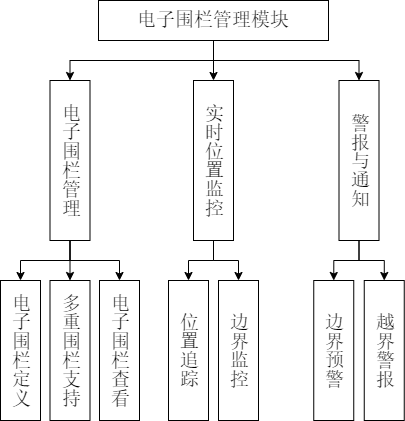 电子围栏管理模块
电子围栏管理
实时位置监控
警报与通知
电子围栏定义
多重围栏支持
电子围栏查看
位置追踪
边界监控
边界预警
越界警报